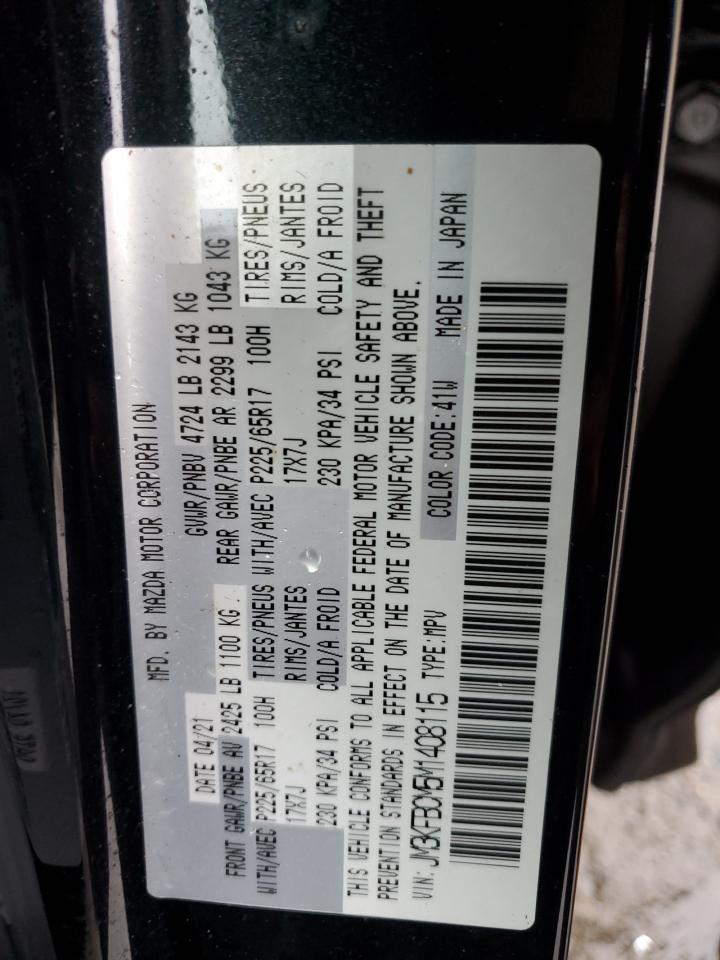 MFD. BY MAZDA MOTOR CORPORATION
DATE 04/21 GVWR/PNBV 4724 LB 2143 KG
FRONT GAWR/PNBE AV 2425 LB 1100 KG REAR GAWR/PNBE AR 2299 LB 1043 KG
WITH/AVEC P225/65R17 100H TIRES/PNEUS WITH/AVEC P225/65R17 100H TIRES/PNEUS
17X7J RIMS/JANTES 17X7J RIMS/JANTES
230 KPA/34 PSI COLD/A FROID 230 KPA/34 PSI COLD/A FROID
THIS VEHICLE CONFORMS TO ALL APPLICABLE FEDERAL MOTOR VEHICLE SAFETY AND THEFT
PREVENTION STANDARDS IN EFFECT ON THE DATE OF MANUFACTURE SHOWN ABOVE.
VIN: JM3KFBCM5M1408115 TYPE:MPV COLOR CODE:41W MADE IN JAPAN